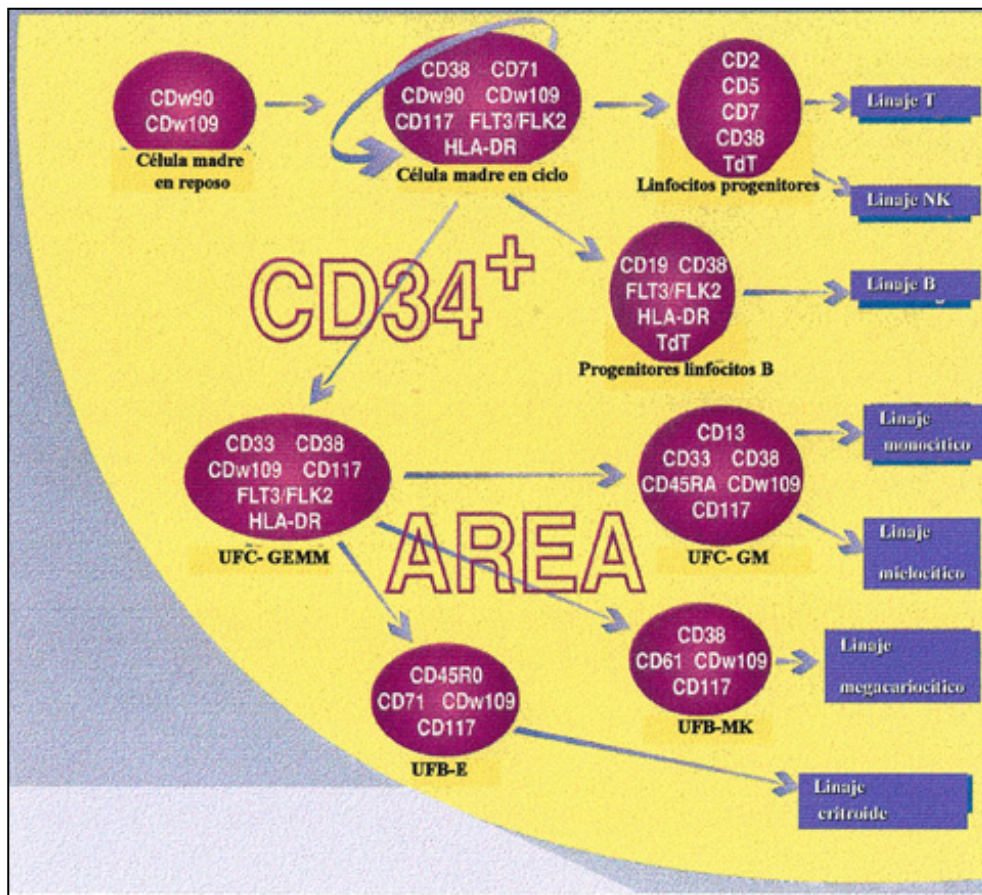 CDw90
CDw109
Célula madre
en reposo
CD38 CD71
CDw90 CDw109
CD117 FLT3/FLK2
HLA-DR
Célula madre en ciclo
CD2
CD5
CD7
CD38
TdT
Linfocitos progenitores
Linaje T
Linaje NK
CD34+
CD19 CD38
FLT3/FLK2
HLA-DR
TdT
Progenitores linfocitos B
Linaje B
CD33 CD38
CDw109 CD117
FLT3/FLK2
HLA-DR
UFC- GEMM
CD13
CD33 CD38
CD45RA CDw109
CD117
UFC- GM
Linaje
monocítico
Linaje
mielocítico
AREA
CD38
CD61 CDw109
CD117
UFB-MK
Linaje
megacariocítico
CD45R0
CD71 CDw109
CD117
UFB-E
Linaje
eritroide